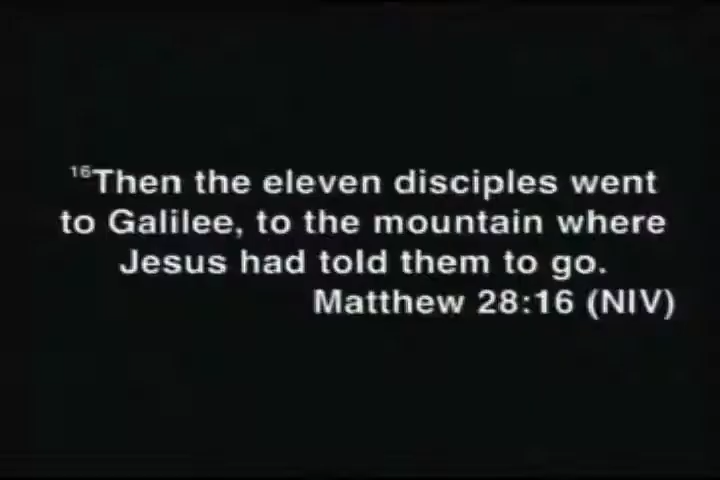 ¹⁶Then the eleven disciples went
to Galilee, to the mountain where
Jesus had told them to go.
Matthew 28:16 (NIV)